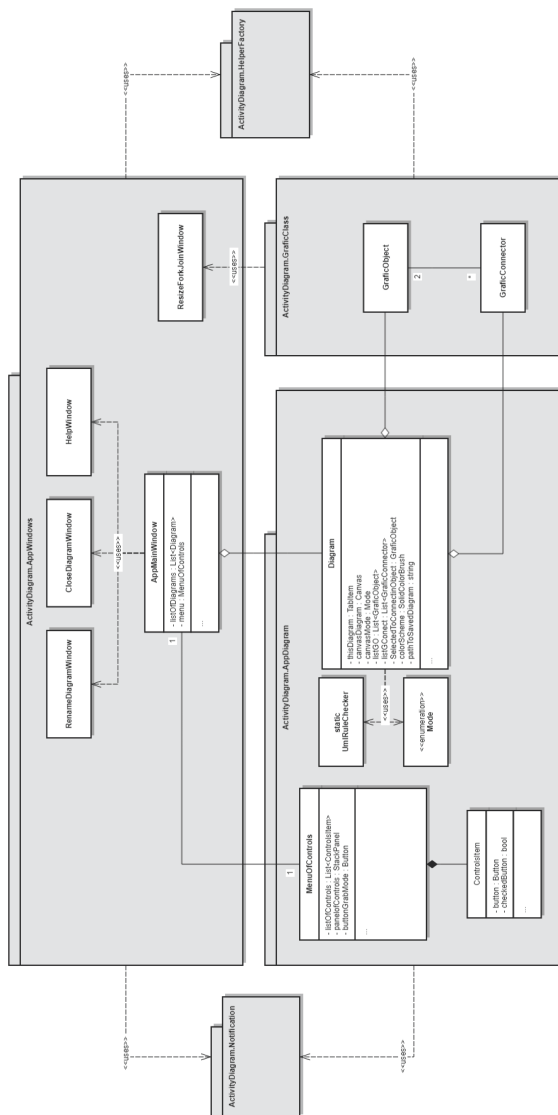 ActivityDiagram.AppWindows
RenameDiagramWindow
CloseDiagramWindow
HelpWindow
ResizeForkJoinWindow
<<uses>>
AppMainWindow
- listOfDiagrams : List<Diagram>
- menu : MenuOfControls
...
1
1
<<uses>>
ActivityDiagram.Notification
<<uses>>
<<uses>>
ActivityDiagram.HelperFactory
<<uses>>
<<uses>>
ActivityDiagram.AppDiagram
MenuOfControls
- listOfControls : List<ControlsItem>
- panelofControls : StackPanel
- buttonGrabMode : Button
...
ControlsItem
- button : Button
- checkedButton : bool
...
static
UmlRuleChecker
<<uses>>
<<enumeration>>
Mode
Diagram
- thisDiagram : TabItem
- canvasDiagram : Canvas
- canvasMode : Mode
- listGO : List<GraficObject>
- listGConect : List<GraficConnector>
- SelectedToConnectinObject : GraficObject
- colorScheme : SolidColorBrush
- pathToSavedDiagram : string
...
ActivityDiagram.GraficClass
GraficObject
2
*
GraficConnector